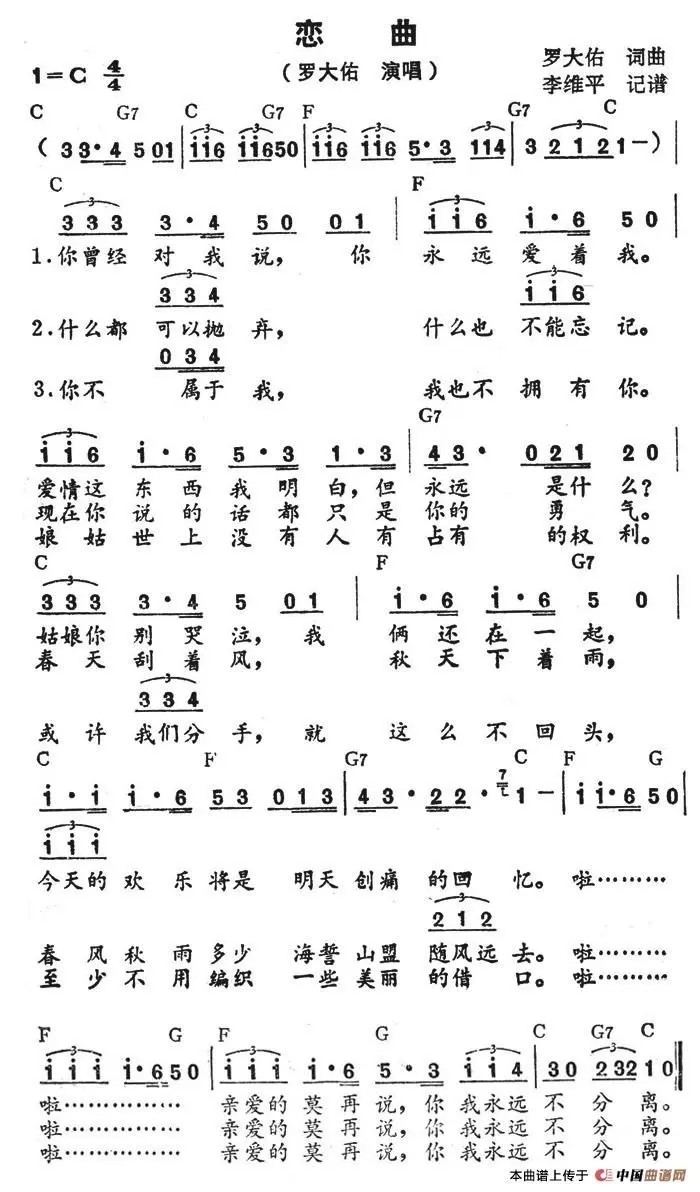 恋 曲
1=C 4/4
（罗大佑 演唱）
罗大佑 词曲
李维平 记谱
C G7 C G7 F G7 C
( 3 3·4 5 01 | i i6 i i650 | i i6 i i6 5·3 114 | 3 2 1 2 1 - )
C F
3 3 3 3·4 5 0 0 1 | i i 6 i·6 5 0
1.你曾经 对 我 说， 你 永 远 爱 着 我。
3 3 4 i i 6
2.什么都 可以抛 弃， 什么也 不能忘 记。
0 3 4
3.你不 属于 我， 我也不 拥 有 你。
G7
i i 6 i·6 5·3 1·3 | 4 3· 0 2 1 2 0
爱情这 东 西 我 明 白，但 永远 是什 么？
现在你 说 的 话 都 只 是 你的 勇 气。
娘 姑 世 上 没 有 人 有 占有 的权 利。
C F G7
3 3 3 3·4 5 0 1 | i·6 i·6 5 0
姑娘你 别 哭 泣， 我 俩 还 在 一 起，
春 天 刮 着 风， 秋 天 下 着 雨，
3 3 4
或 许 我们分 手， 就 这 么 不 回 头，
C F G7 C F G
i·i i·6 5 3 0 1 3 | 4 3·2 2· 7 1 - | i i·6 5 0
i i i
今天的 欢 乐 将是 明天 创痛 的回 忆。 啦………
2 1 2
春 风 秋 雨 多少 海誓 山盟 随风远 去。 啦………
至 少 不 用 编织 一些 美丽 的借 口。 啦………
F G F G C G7 C
i i i i·6 5 0 | i i i i·6 5·3 i i 4 | 3 0 2 3 2 1 0
啦……………… 亲爱的 莫 再 说，你 我永远 不 分 离。
啦……………… 亲爱的 莫 再 说，你 我永远 不 分 离。
啦……………… 亲爱的 莫 再 说，你 我永远 不 分 离。
本曲谱上传于 中国曲谱网